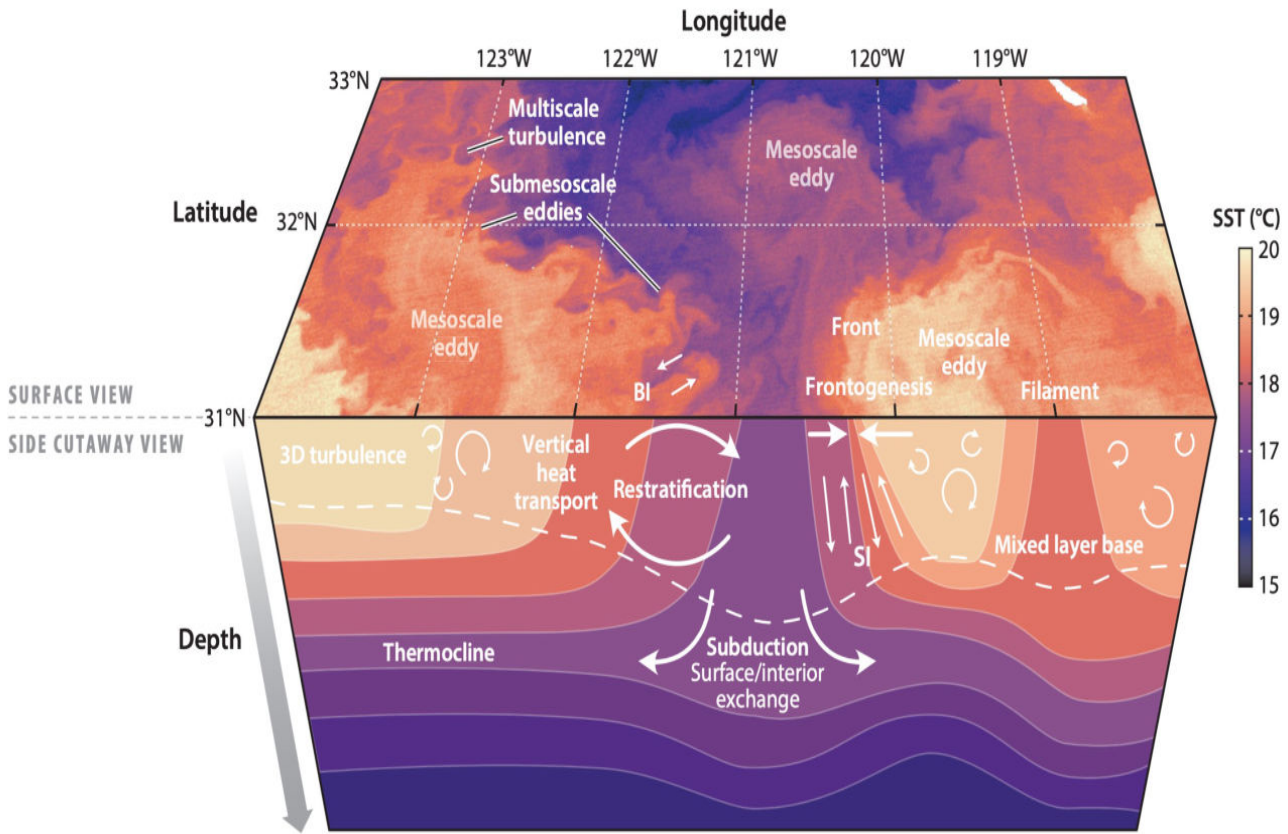 Longitude
123°W 122°W 121°W 120°W 119°W
33°N
Multiscale
turbulence
Mesoscale
eddy
Submesoscale
eddies
Latitude
32°N
SST (°C)
20
19
18
17
16
15
Mesoscale
eddy
Front
Mesoscale
eddy
BI
Frontogenesis
Filament
SURFACE VIEW
31°N
SIDE CUTAWAY VIEW
3D turbulence
Vertical
heat
transport
Restratification
SI
Mixed layer base
Depth
Thermocline
Subduction
Surface/interior
exchange